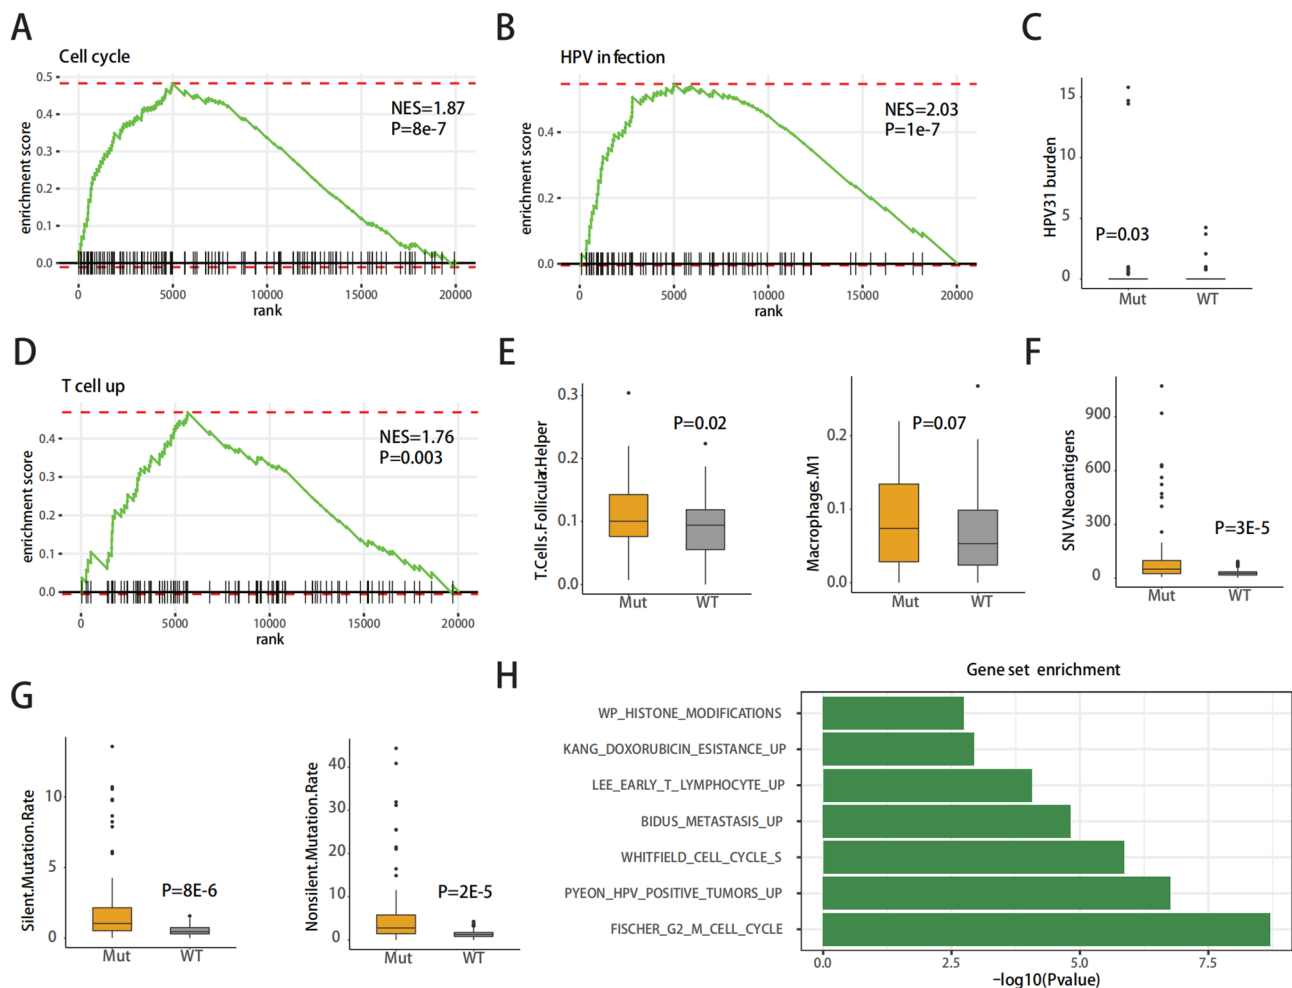 A
Cell cycle
0.5
0.4
0.3
0.2
0.1
0.0
enrichment score
NES=1.87
P=8e-7
0
5000
10000
15000
20000
rank
B
HPV infection
0.4
0.2
0.0
enrichment score
NES=2.03
P=1e-7
0
5000
10000
15000
20000
rank
C
15
10
5
0
HPV31 burden
P=0.03
Mut
WT
D
T cell up
0.4
0.3
0.2
0.1
0.0
enrichment score
NES=1.76
P=0.003
0
5000
10000
15000
20000
rank
E
0.3
0.2
0.1
0.0
T.Cells.Follicular.Helper
P=0.02
Mut
WT
0.2
0.1
0.0
Macrophages.M1
P=0.07
Mut
WT
F
900
600
300
0
SNV.Neoantigens
P=3E-5
Mut
WT
G
10
5
0
Silent.Mutation.Rate
P=8E-6
Mut
WT
40
30
20
10
0
Nonsilent.Mutation.Rate
P=2E-5
Mut
WT
H
Gene set enrichment
WP_HISTONE_MODIFICATIONS
KANG_DOXORUBICIN_ESISTANCE_UP
LEE_EARLY_T_LYMPHOCYTE_UP
BIDUS_METASTASIS_UP
WHITFIELD_CELL_CYCLE_S
PYEON_HPV_POSITIVE_TUMORS_UP
FISCHER_G2_M_CELL_CYCLE
0.0
2.5
5.0
7.5
−log10(Pvalue)